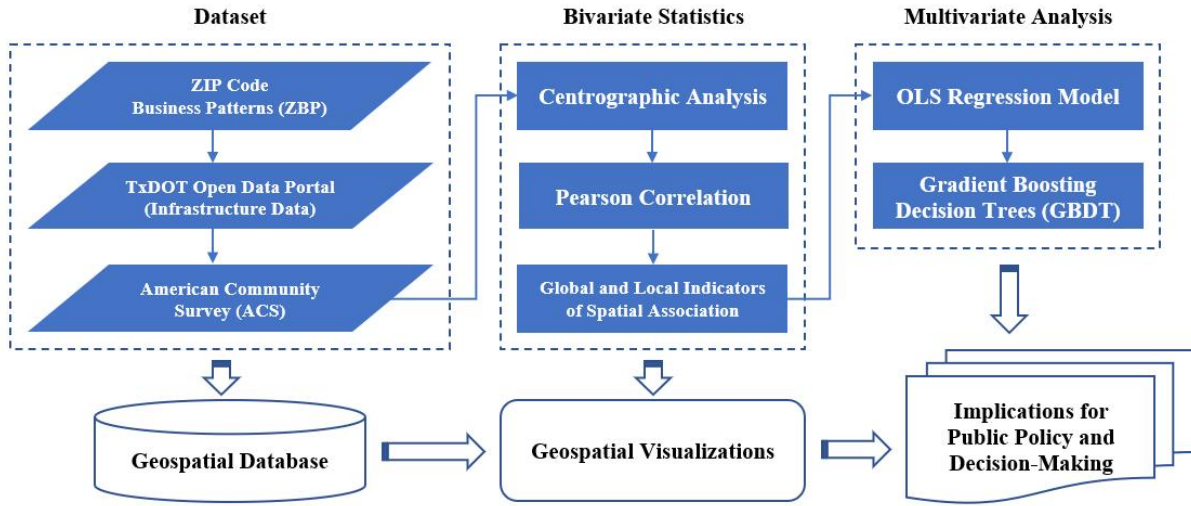 Dataset
ZIP Code
Business Patterns (ZBP)
TxDOT Open Data Portal
(Infrastructure Data)
American Community
Survey (ACS)
Geospatial Database
Bivariate Statistics
Centrographic Analysis
Pearson Correlation
Global and Local Indicators
of Spatial Association
Geospatial Visualizations
Multivariate Analysis
OLS Regression Model
Gradient Boosting
Decision Trees (GBDT)
Implications for
Public Policy and
Decision-Making